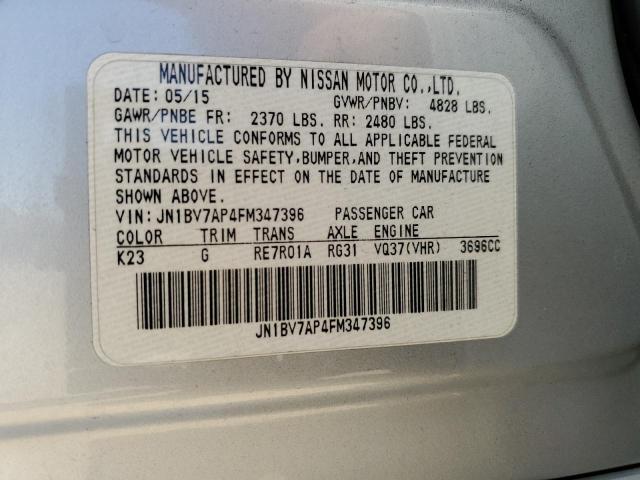 MANUFACTURED BY NISSAN MOTOR CO.,LTD.
DATE: 05/15 GVWR/PNBV: 4828 LBS.
GAWR/PNBE FR: 2370 LBS. RR: 2480 LBS.
THIS VEHICLE CONFORMS TO ALL APPLICABLE FEDERAL
MOTOR VEHICLE SAFETY,BUMPER,AND THEFT PREVENTION
STANDARDS IN EFFECT ON THE DATE OF MANUFACTURE
SHOWN ABOVE.
VIN: JN1BV7AP4FM347396 PASSENGER CAR
COLOR TRIM TRANS AXLE ENGINE
K23 G RE7R01A RG31 VQ37(VHR) 3696CC
JN1BV7AP4FM347396